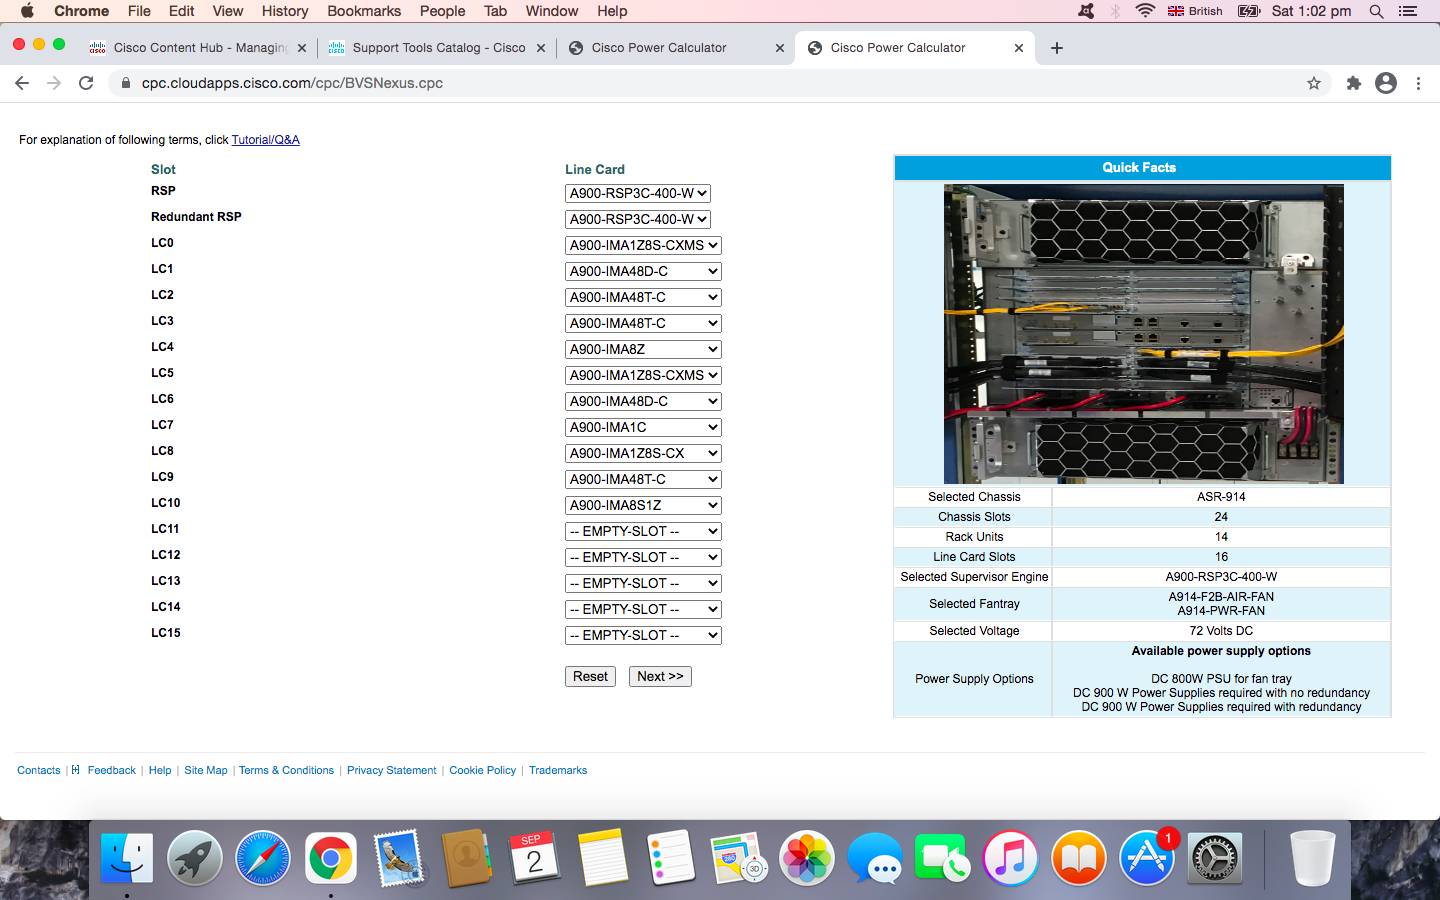 Chrome File Edit View History Bookmarks People Tab Window Help British Sat 1:02 pm
Cisco Content Hub - Managing Support Tools Catalog - Cisco Cisco Power Calculator Cisco Power Calculator
cpc.cloudapps.cisco.com/cpc/BVSNexus.cpc
For explanation of following terms, click Tutorial/Q&A
Slot Line Card
RSP A900-RSP3C-400-W
Redundant RSP A900-RSP3C-400-W
LC0 A900-IMA1Z8S-CXMS
LC1 A900-IMA48D-C
LC2 A900-IMA48T-C
LC3 A900-IMA48T-C
LC4 A900-IMA8Z
LC5 A900-IMA1Z8S-CXMS
LC6 A900-IMA48D-C
LC7 A900-IMA1C
LC8 A900-IMA1Z8S-CX
LC9 A900-IMA48T-C
LC10 A900-IMA8S1Z
LC11 -- EMPTY-SLOT --
LC12 -- EMPTY-SLOT --
LC13 -- EMPTY-SLOT --
LC14 -- EMPTY-SLOT --
LC15 -- EMPTY-SLOT --
Reset Next >>
Quick Facts
Selected Chassis ASR-914
Chassis Slots 24
Rack Units 14
Line Card Slots 16
Selected Supervisor Engine A900-RSP3C-400-W
Selected Fantray A914-F2B-AIR-FAN
A914-PWR-FAN
Selected Voltage 72 Volts DC
Power Supply Options Available power supply options
DC 800W PSU for fan tray
DC 900 W Power Supplies required with no redundancy
DC 900 W Power Supplies required with redundancy
Contacts | [+] Feedback | Help | Site Map | Terms & Conditions | Privacy Statement | Cookie Policy | Trademarks
SEP
2
280
3D
1